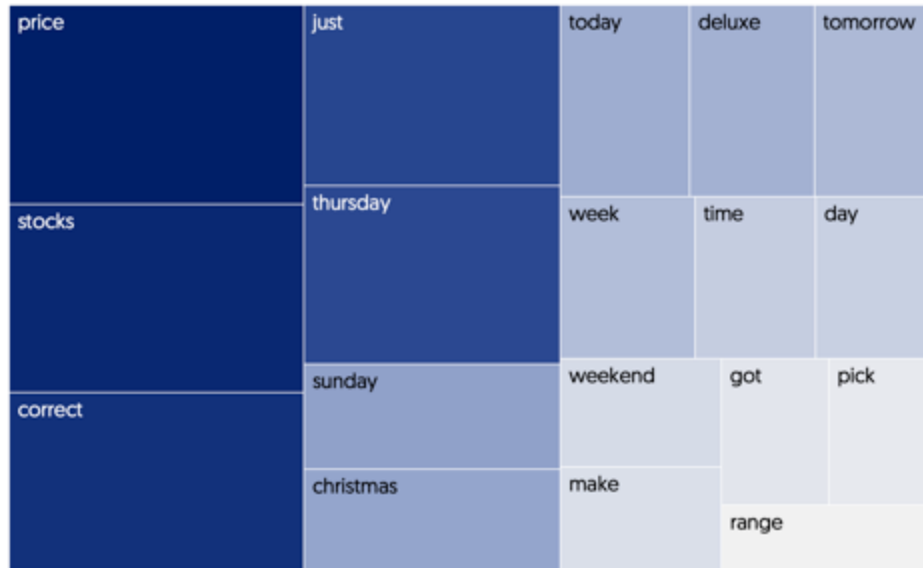 price
stocks
correct
just
thursday
sunday
christmas
today
deluxe
tomorrow
week
time
day
weekend
got
pick
make
range